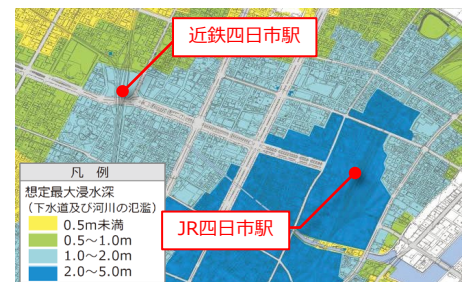 近鉄四日市駅
凡 例
想定最大浸水深
(下水道及び河川の氾濫)
0.5m未満
0.5～1.0m
1.0～2.0m
2.0～5.0m
JR四日市駅